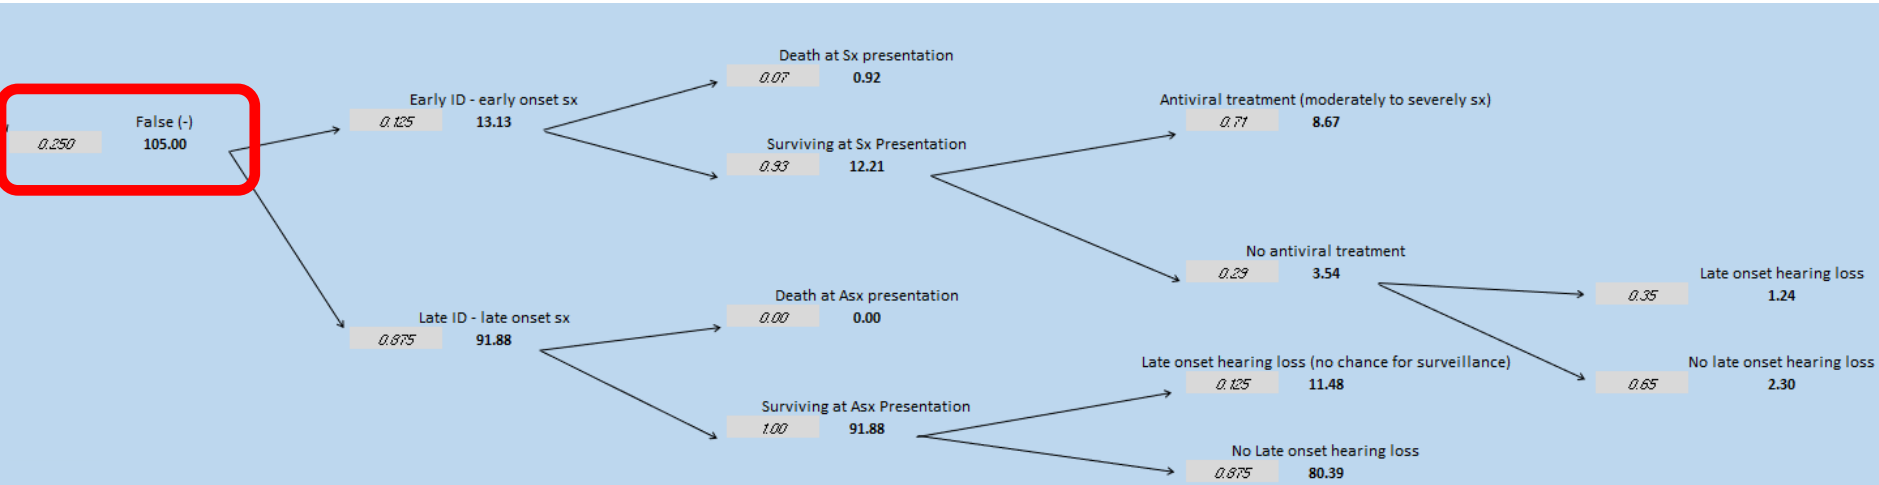 Death at Sx presentation
0.07 0.92
Early ID - early onset sx
0.125 13.13
Antiviral treatment (moderately to severely sx)
0.71 8.67
False (-)
0.250 105.00
Surviving at Sx Presentation
0.93 12.21
No antiviral treatment
0.29 3.54
Late onset hearing loss
0.35 1.24
Death at Asx presentation
0.00 0.00
Late ID - late onset sx
0.875 91.88
Late onset hearing loss (no chance for surveillance)
0.125 11.48
No late onset hearing loss
0.65 2.30
Surviving at Asx Presentation
1.00 91.88
No Late onset hearing loss
0.875 80.39